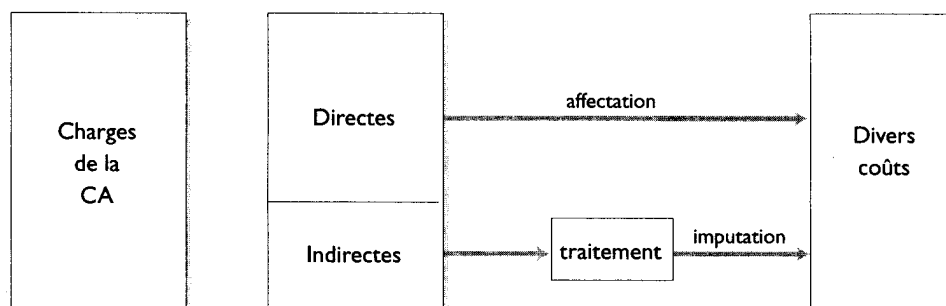 Charges
de la
CA
Directes
affectation
Divers
coûts
Indirectes
traitement
imputation